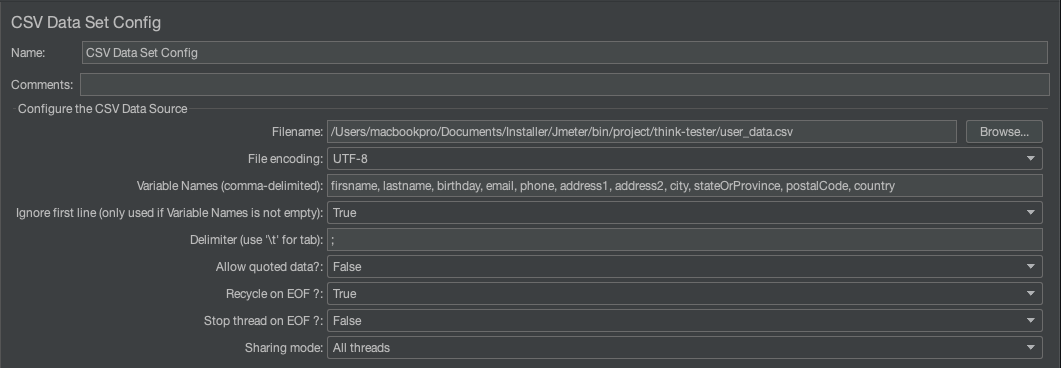 CSV Data Set Config
Name: CSV Data Set Config
Comments:
Configure the CSV Data Source
Filename: /Users/macbookpro/Documents/Installer/Jmeter/bin/project/think-tester/user_data.csv Browse...
File encoding: UTF-8
Variable Names (comma-delimited): firsname, lastname, birthday, email, phone, address1, address2, city, stateOrProvince, postalCode, country
Ignore first line (only used if Variable Names is not empty): True
Delimiter (use '\t' for tab): ;
Allow quoted data?: False
Recycle on EOF ?: True
Stop thread on EOF ?: False
Sharing mode: All threads